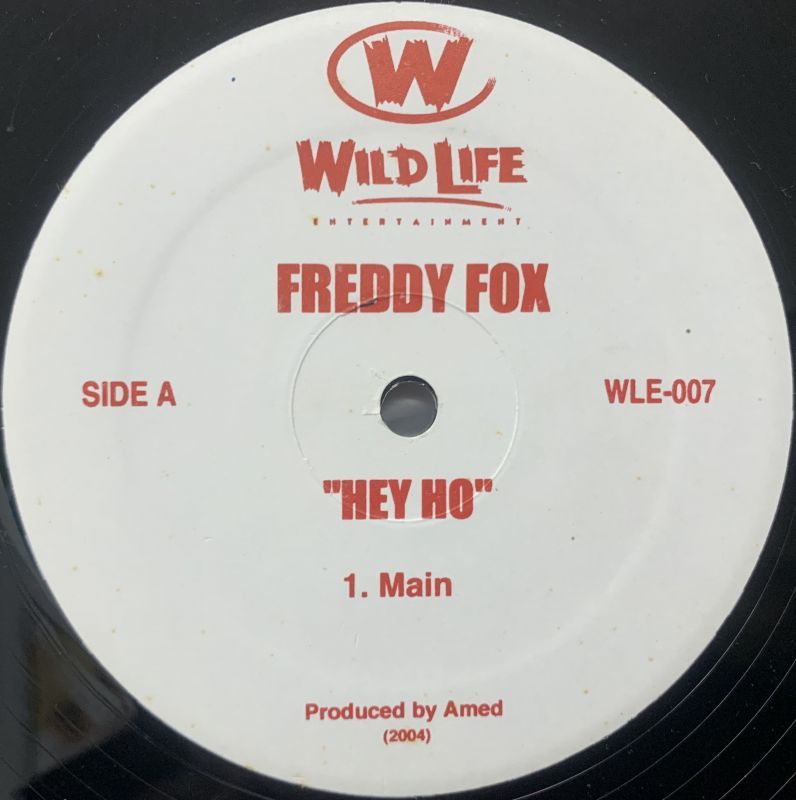 W
WILD LIFE
ENTERTAINMENT
FREDDY FOX
SIDE A
WLE-007
"HEY HO"
1. Main
Produced by Amed
(2004)